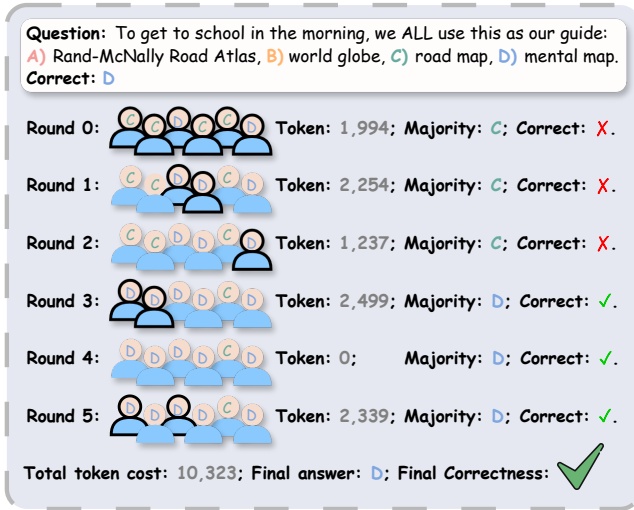 Question: To get to school in the morning, we ALL use this as our guide:
A) Rand-McNally Road Atlas, B) world globe, C) road map, D) mental map.
Correct: D
Round 0: C C D C C D Token: 1,994; Majority: C; Correct: ✗.
Round 1: C C D D C D Token: 2,254; Majority: C; Correct: ✗.
Round 2: C C D D C D Token: 1,237; Majority: C; Correct: ✗.
Round 3: D D D D C D Token: 2,499; Majority: D; Correct: ✓.
Round 4: D D D D C D Token: 0; Majority: D; Correct: ✓.
Round 5: D D D D C D Token: 2,339; Majority: D; Correct: ✓.
Total token cost: 10,323; Final answer: D; Final Correctness: ✓